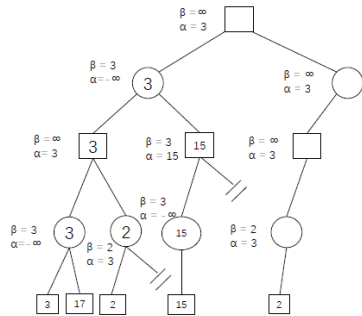 β = ∞
α = 3
β = 3
α=- ∞
3
β = ∞
α = 3
β = ∞
α = 3
3
β = 3
α = 15
15
β = ∞
α = 3
β = 3
α=- ∞
3
β = 2
α = 3
2
β = 3
α = -∞
15
β = 2
α = 3
3
17
2
15
2